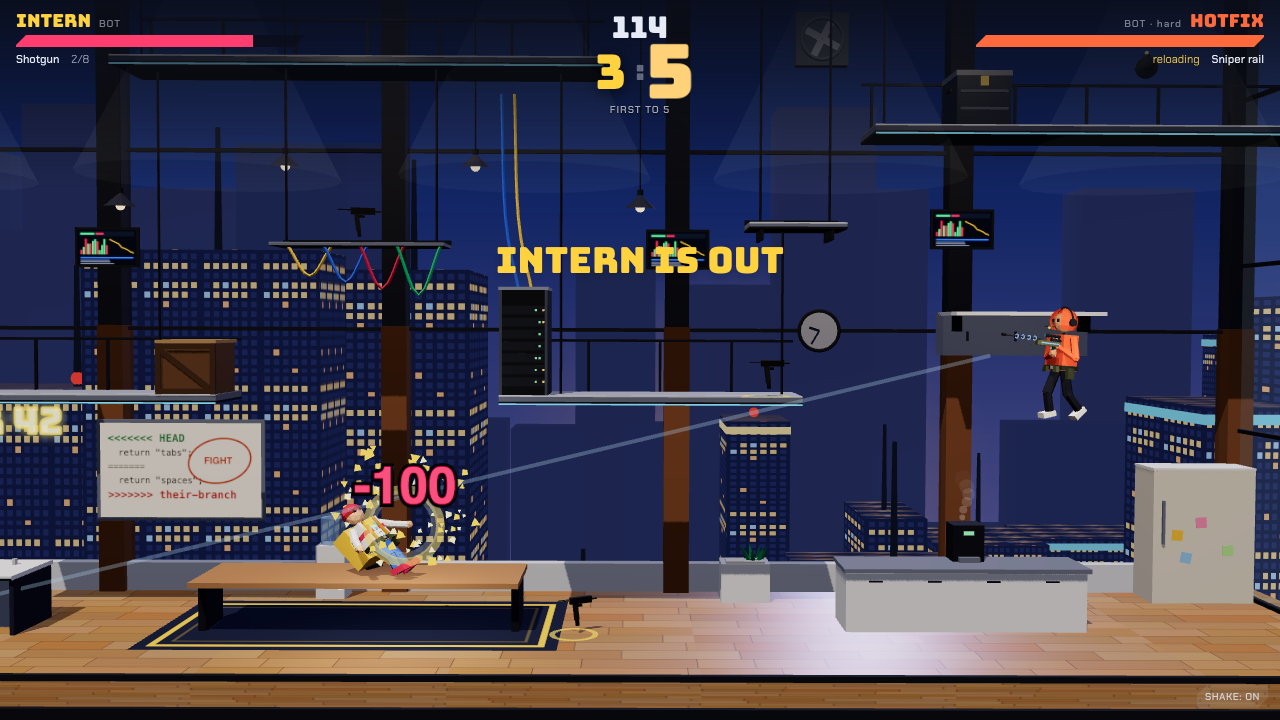 INTERN BOT
Shotgun 2/8
114
3 : 5
FIRST TO 5
BOT · hard HOTFIX
reloading Sniper rail
INTERN IS OUT
42
<<<<<<< HEAD
return "tabs";
=======
return "spaces";
>>>>>>> their-branch
FIGHT
-100
SHAKE: ON